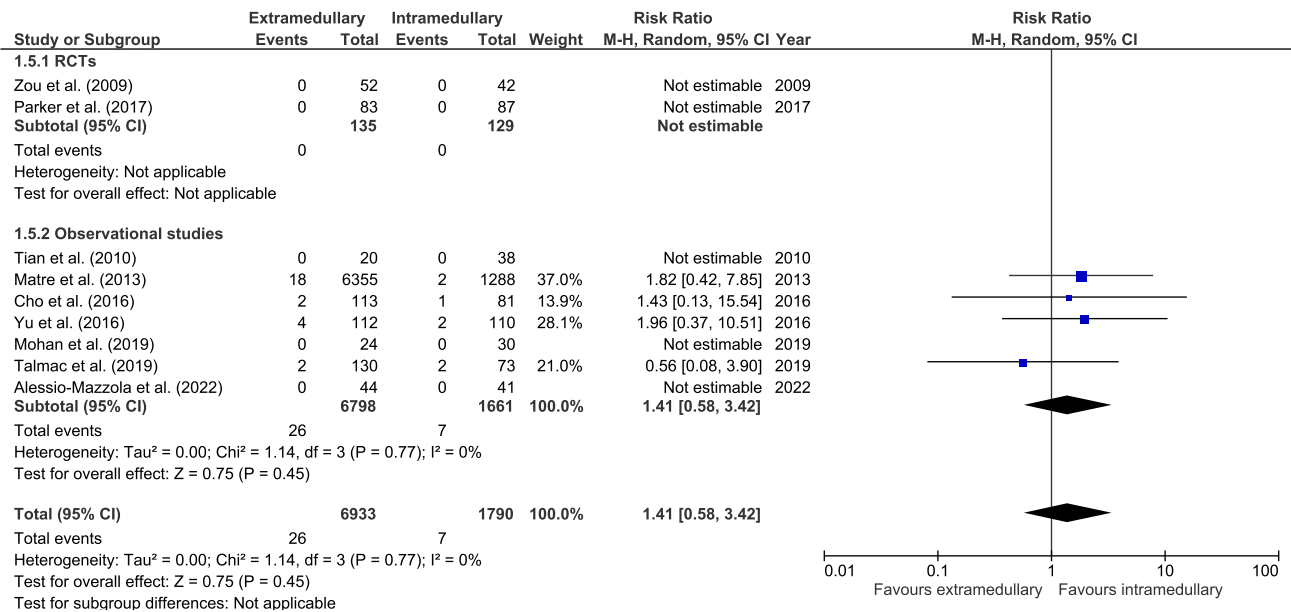 Extramedullary Intramedullary Risk Ratio Risk Ratio
Study or Subgroup Events Total Events Total Weight M-H, Random, 95% CI Year M-H, Random, 95% CI
1.5.1 RCTs
Zou et al. (2009) 0 52 0 42 Not estimable 2009
Parker et al. (2017) 0 83 0 87 Not estimable 2017
Subtotal (95% CI) 135 129 Not estimable
Total events 0 0
Heterogeneity: Not applicable
Test for overall effect: Not applicable
1.5.2 Observational studies
Tian et al. (2010) 0 20 0 38 Not estimable 2010
Matre et al. (2013) 18 6355 2 1288 37.0% 1.82 [0.42, 7.85] 2013
Cho et al. (2016) 2 113 1 81 13.9% 1.43 [0.13, 15.54] 2016
Yu et al. (2016) 4 112 2 110 28.1% 1.96 [0.37, 10.51] 2016
Mohan et al. (2019) 0 24 0 30 Not estimable 2019
Talmac et al. (2019) 2 130 2 73 21.0% 0.56 [0.08, 3.90] 2019
Alessio-Mazzola et al. (2022) 0 44 0 41 Not estimable 2022
Subtotal (95% CI) 6798 1661 100.0% 1.41 [0.58, 3.42]
Total events 26 7
Heterogeneity: Tau² = 0.00; Chi² = 1.14, df = 3 (P = 0.77); I² = 0%
Test for overall effect: Z = 0.75 (P = 0.45)
Total (95% CI) 6933 1790 100.0% 1.41 [0.58, 3.42]
Total events 26 7
Heterogeneity: Tau² = 0.00; Chi² = 1.14, df = 3 (P = 0.77); I² = 0%
Test for overall effect: Z = 0.75 (P = 0.45)
Test for subgroup differences: Not applicable
0.01 0.1 1 10 100
Favours extramedullary Favours intramedullary